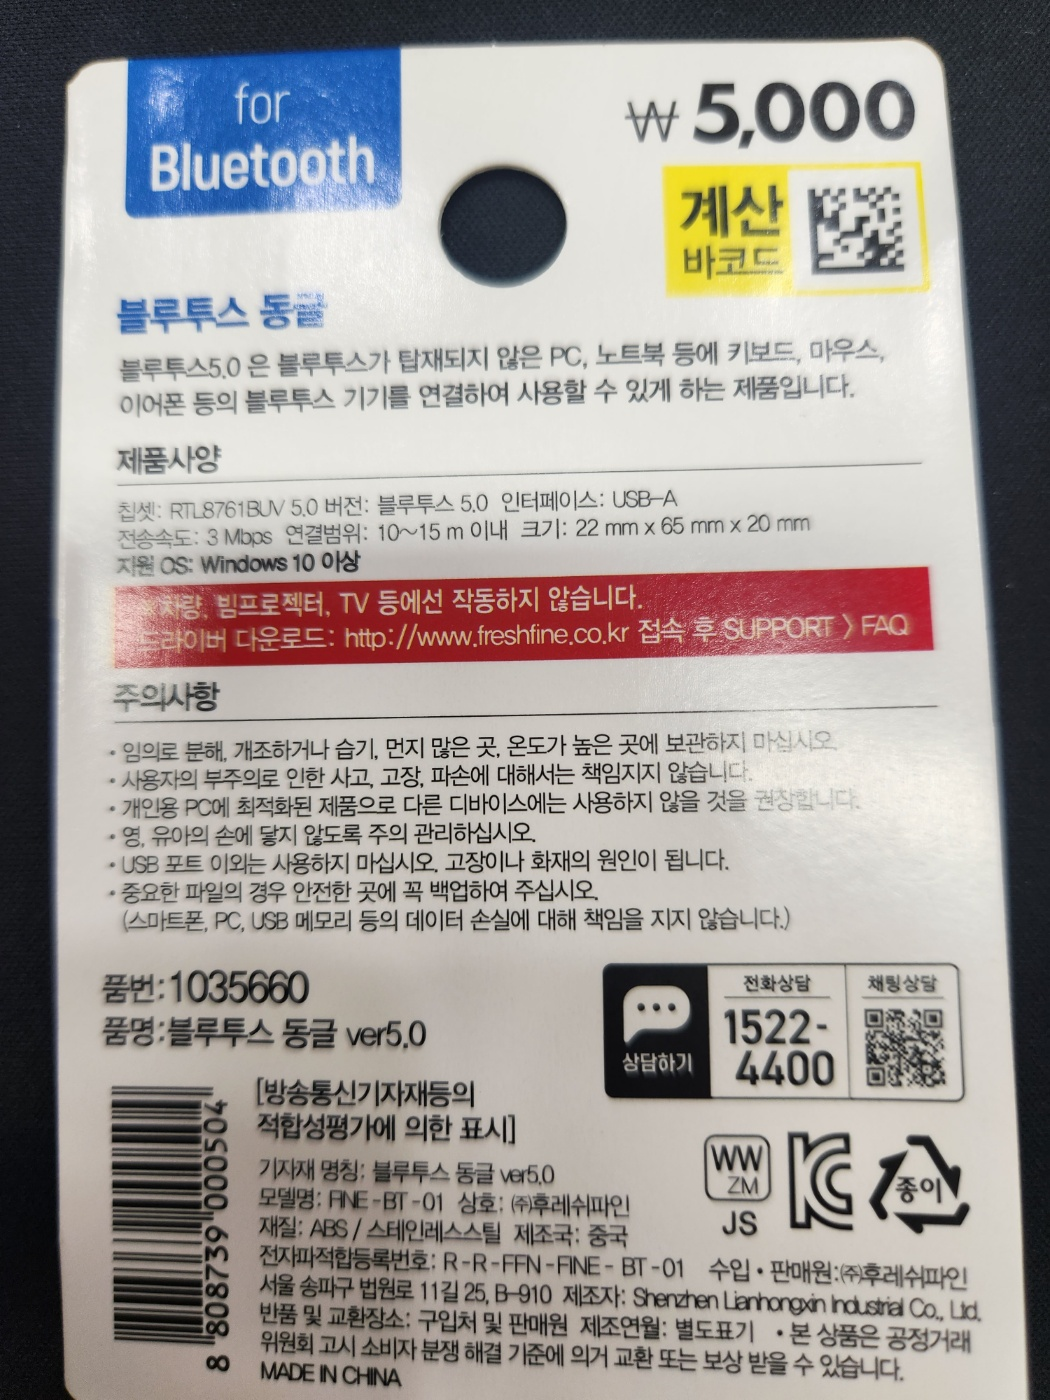 for
Bluetooth
₩ 5,000
계산
바코드
블루투스 동글
블루투스5.0 은 블루투스가 탑재되지 않은 PC, 노트북 등에 키보드, 마우스,
이어폰 등의 블루투스 기기를 연결하여 사용할 수 있게 하는 제품입니다.
제품사양
칩셋: RTL8761BUV 5.0 버전: 블루투스 5.0 인터페이스: USB-A
전송속도: 3 Mbps 연결범위: 10~15 m 이내 크기: 22 mm x 65 mm x 20 mm
지원 OS: Windows 10 이상
※ 차량, 빔프로젝터, TV 등에선 작동하지 않습니다.
드라이버 다운로드: http://www.freshfine.co.kr 접속 후 SUPPORT > FAQ
주의사항
• 임의로 분해, 개조하거나 습기, 먼지 많은 곳, 온도가 높은 곳에 보관하지 마십시오.
• 사용자의 부주의로 인한 사고, 고장, 파손에 대해서는 책임지지 않습니다.
• 개인용 PC에 최적화된 제품으로 다른 디바이스에는 사용하지 않을 것을 권장합니다.
• 영, 유아의 손에 닿지 않도록 주의 관리하십시오.
• USB 포트 이외는 사용하지 마십시오. 고장이나 화재의 원인이 됩니다.
• 중요한 파일의 경우 안전한 곳에 꼭 백업하여 주십시오.
(스마트폰, PC, USB 메모리 등의 데이터 손실에 대해 책임을 지지 않습니다.)
품번:1035660
품명:블루투스 동글 ver5.0
상담하기
전화상담
1522-
4400
채팅상담
8 808739 000504
[방송통신기자재등의
적합성평가에 의한 표시]
기자재 명칭: 블루투스 동글 ver5.0
모델명: FINE-BT-01 상호: ㈜후레쉬파인
재질: ABS / 스테인레스스틸 제조국: 중국
전자파적합등록번호: R-R-FFN-FINE-BT-01 수입•판매원:㈜후레쉬파인
서울 송파구 법원로 11길 25, B-910 제조자: Shenzhen Lianhongxin Industrial Co., Ltd.
반품 및 교환장소: 구입처 및 판매원 제조연월: 별도표기 •본 상품은 공정거래
위원회 고시 소비자 분쟁 해결 기준에 의거 교환 또는 보상 받을 수 있습니다.
MADE IN CHINA
WW
ZM
JS
종이